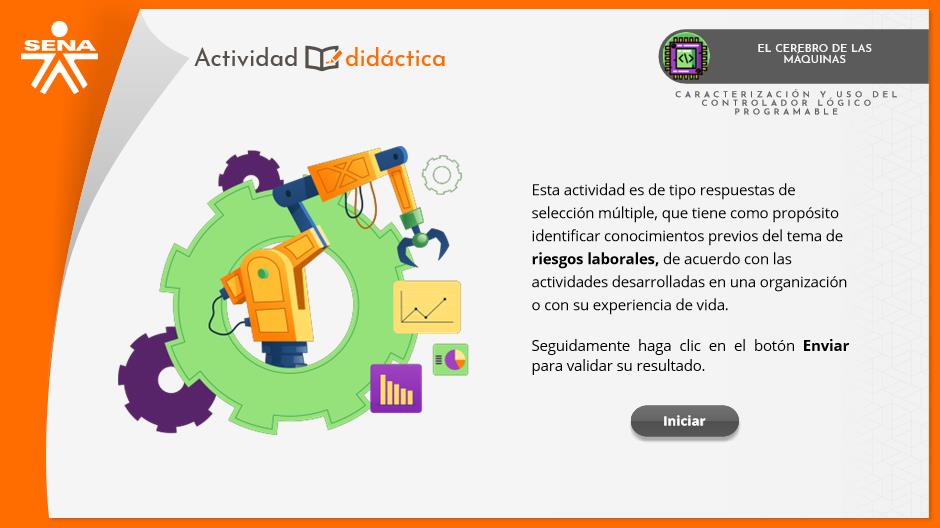 SENA
Actividad didáctica
EL CEREBRO DE LAS
MÁQUINAS
CARACTERIZACIÓN Y USO DEL
CONTROLADOR LÓGICO
PROGRAMABLE
Esta actividad es de tipo respuestas de
selección múltiple, que tiene como propósito
identificar conocimientos previos del tema de
riesgos laborales, de acuerdo con las
actividades desarrolladas en una organización
o con su experiencia de vida.
Seguidamente haga clic en el botón Enviar
para validar su resultado.
Iniciar